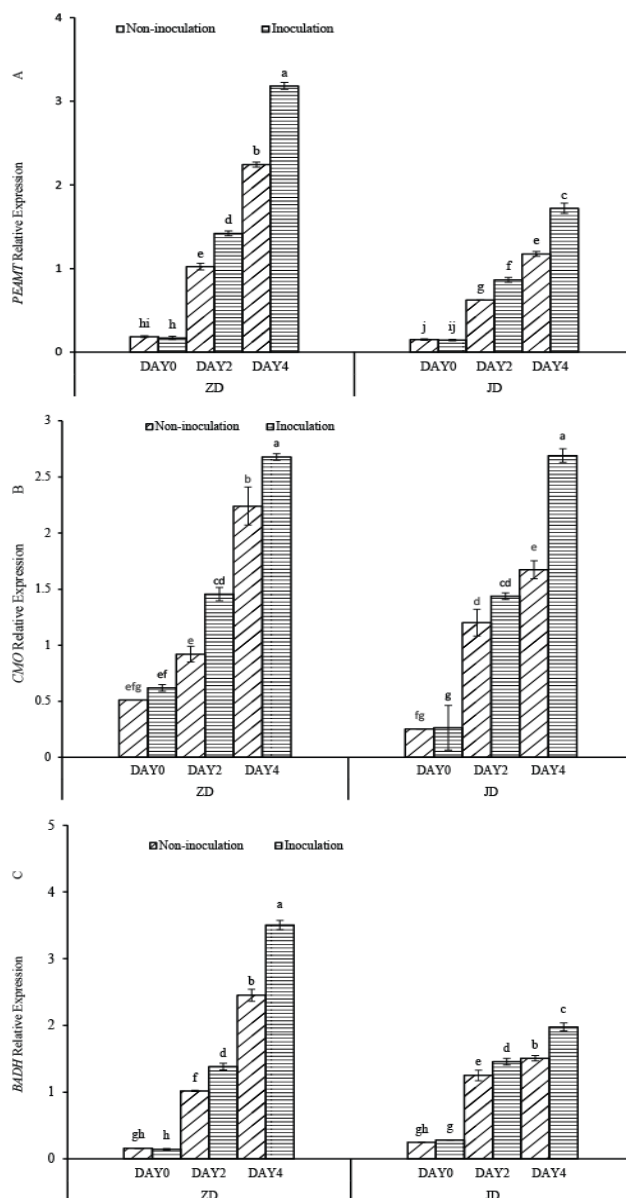 Non-inoculation Inoculation
A
PEAMT Relative Expression
4
3
2
1
0
hi h e d b a
j ij g f e c
DAY0 DAY2 DAY4 DAY0 DAY2 DAY4
ZD JD
Non-inoculation Inoculation
B
CMO Relative Expression
3
2.5
2
1.5
1
0.5
0
efg ef e cd b a
fg g d cd e a
DAY0 DAY2 DAY4 DAY0 DAY2 DAY4
ZD JD
Non-inoculation Inoculation
C
BADH Relative Expression
5
4
3
2
1
0
gh h f d b a
gh g e d b c
DAY0 DAY2 DAY4 DAY0 DAY2 DAY4
ZD JD